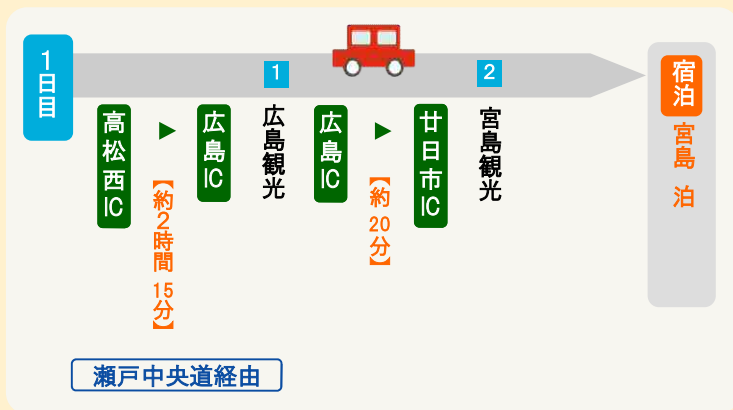 1日目
高松西IC
▶
【約2時間15分】
広島IC
1
広島観光
広島IC
▶
【約20分】
廿日市IC
2
宮島観光
宿泊
宮島 泊
瀬戸中央道経由